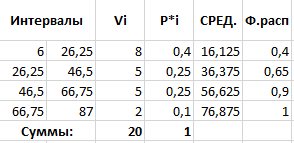 Интервалы Vi P*i СРЕД. Ф.расп
6 26,25 8 0,4 16,125 0,4
26,25 46,5 5 0,25 36,375 0,65
46,5 66,75 5 0,25 56,625 0,9
66,75 87 2 0,1 76,875 1
Суммы: 20 1